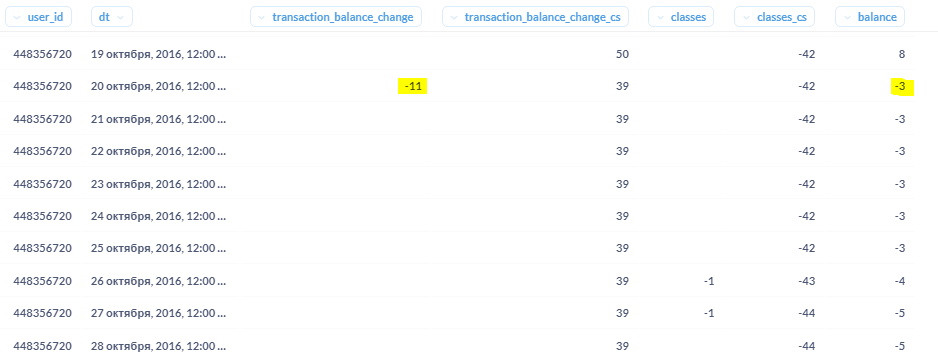 user_id dt transaction_balance_change transaction_balance_change_cs classes classes_cs balance
448356720 19 октября, 2016, 12:00 ... 50 -42 8
448356720 20 октября, 2016, 12:00 ... -11 39 -42 -3
448356720 21 октября, 2016, 12:00 ... 39 -42 -3
448356720 22 октября, 2016, 12:00 ... 39 -42 -3
448356720 23 октября, 2016, 12:00 ... 39 -42 -3
448356720 24 октября, 2016, 12:00 ... 39 -42 -3
448356720 25 октября, 2016, 12:00 ... 39 -42 -3
448356720 26 октября, 2016, 12:00 ... 39 -1 -43 -4
448356720 27 октября, 2016, 12:00 ... 39 -1 -44 -5
448356720 28 октября, 2016, 12:00 ... 39 -44 -5